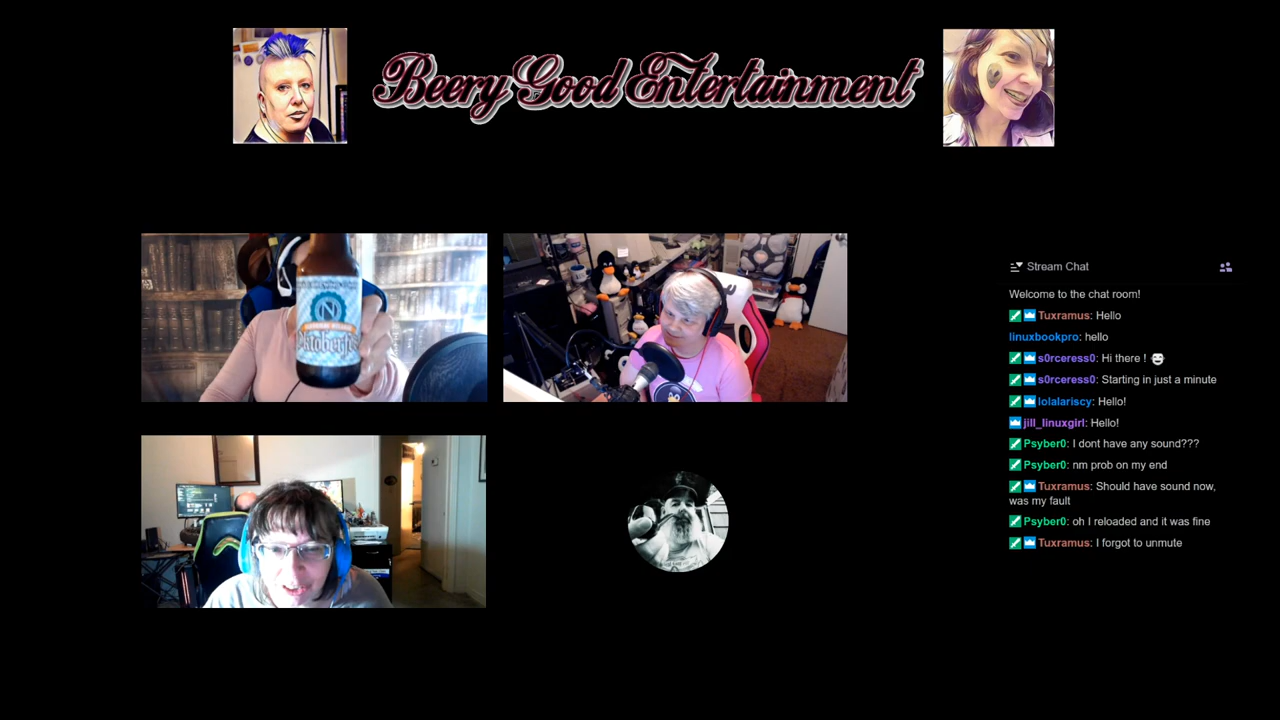 Beery Good Entertainment
N
Oktoberfest
Stream Chat
Welcome to the chat room!
Tuxramus: Hello
linuxbookpro: hello
s0rceress0: Hi there !
s0rceress0: Starting in just a minute
lolalariscy: Hello!
jill_linuxgirl: Hello!
Psyber0: I dont have any sound???
Psyber0: nm prob on my end
Tuxramus: Should have sound now,
was my fault
Psyber0: oh I reloaded and it was fine
Tuxramus: I forgot to unmute